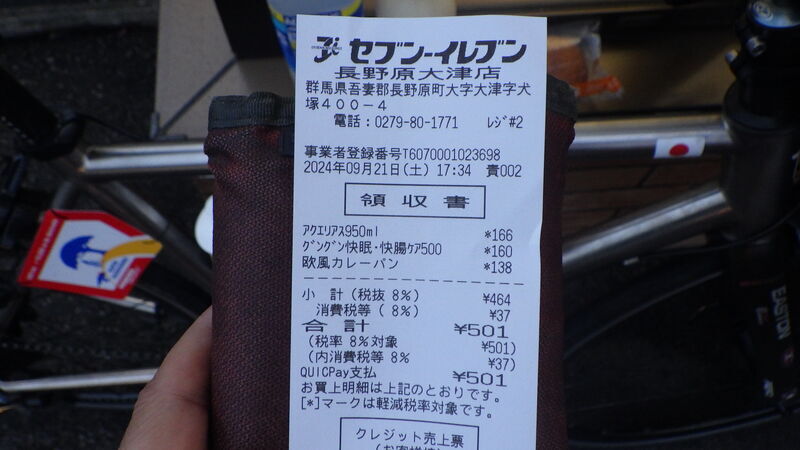 セブン-イレブン
長野原大津店
群馬県吾妻郡長野原町大字大津字犬
塚400-4
電話:0279-80-1771 ﾚｼﾞ#2
事業者登録番号T6070001023698
2024年09月21日(土) 17:34 責002
領収書
ｱｸｴﾘｱｽ950ml *166
ｸﾞﾝｸﾞﾝ快眠・快腸ｹｱ500 *160
欧風カレーパン *138
小 計(税抜 8%) ¥464
消費税等( 8%) ¥37
合計 ¥501
(税率 8%対象 ¥501)
(内消費税等 8% ¥37)
QUICPay支払 ¥501
お買上明細は上記のとおりです。
[*]マークは軽減税率対象です。
クレジット売上票
EASTON